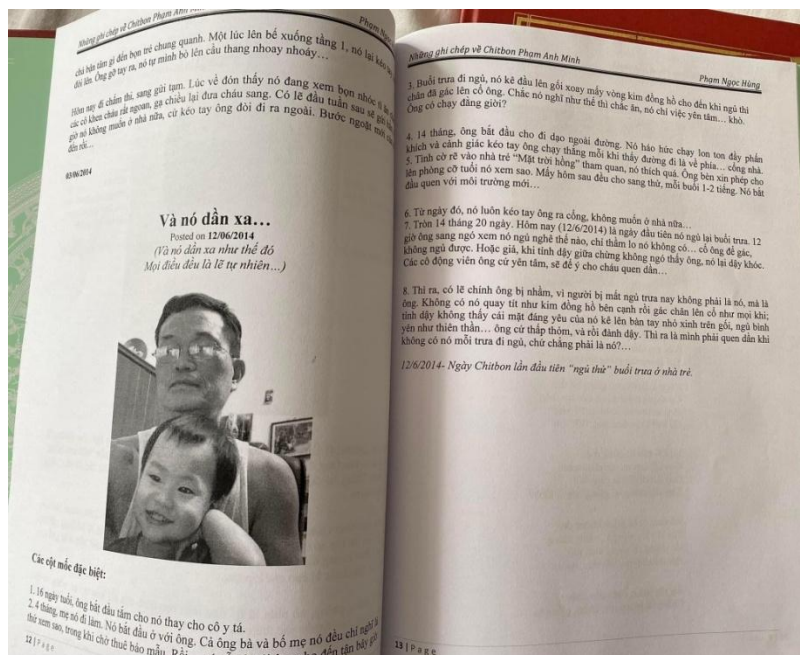 Những ghi chép về Chitbon Phạm Anh
chả bận tâm gì đến bọn trẻ chung quanh. Một lúc lên bế xuống tầng 1, nó lại kéo tay
đòi lên. Ông gỡ tay ra, nó tự mình bò lên cầu thang nhoay nhoáy…
Hôm nay đi chấm thi, sang gửi tạm. Lúc về đón thấy nó đang xem bọn nhóc
các cô khen cháu rất ngoan, gạ chiều lại đưa cháu sang. Có lẽ đầu tuần sau sẽ gửi
giờ nó không muốn ở nhà nữa, cứ kéo tay ông đòi đi ra ngoài. Bước ngoặt mới
đến rồi…
03/06/2014
Và nó dần xa…
Posted on 12/06/2014
(Và nó dần xa như thế đó
Mọi điều đều là lẽ tự nhiên…)
Các cột mốc đặc biệt:
1. 16 ngày tuổi, ông bắt đầu tắm cho nó thay cho cô y tá.
2. 4 tháng, mẹ nó đi làm. Nó bắt đầu ở với ông. Cả ông bà và bố mẹ nó đều chỉ nghĩ là
thử xem sao, trong khi chờ thuê bảo mẫu. đến tận bây giờ
12 | Page
Những ghi chép về Chitbon Phạm Anh Minh Phạm Ngọc Hùng
3. Buổi trưa đi ngủ, nó kê đầu lên gối xoay mấy vòng kim đồng hồ cho đến khi ngủ thì
chân đã gác lên cổ ông. Chắc nó nghĩ như thế thì chắc ăn, nó chỉ việc yên tâm… khò.
Ông có chạy đằng giời?
4. 14 tháng, ông bắt đầu cho đi dạo ngoài đường. Nó háo hức chạy lon ton đầy phấn
khích và cảnh giác kéo tay ông chạy thẳng mỗi khi thấy đường đi là về phía… cổng nhà.
5. Tình cờ rẽ vào nhà trẻ “Mặt trời hồng” tham quan, nó thích quá. Ông bèn xin phép cho
lên phòng cỡ tuổi nó xem sao. Mấy hôm sau đều cho sang thử, mỗi buổi 1-2 tiếng. Nó bắt
đầu quen với môi trường mới…
6. Từ ngày đó, nó luôn kéo tay ông ra cổng, không muốn ở nhà nữa…
7. Tròn 14 tháng 20 ngày. Hôm nay (12/6/2014) là ngày đầu tiên nó ngủ lại buổi trưa. 12
giờ ông sang ngó xem nó ngủ nghê thế nào, chỉ thầm lo nó không có… cổ ông để gác,
không ngủ được. Hoặc giả, khi tỉnh dậy giữa chừng không ngó thấy ông, nó lại dậy khóc.
Các cô động viên ông cứ yên tâm, sẽ để ý cho cháu quen dần…
8. Thì ra, có lẽ chính ông bị nhầm, vì người bị mất ngủ trưa nay không phải là nó, mà là
ông. Không có nó quay tít như kim đồng hồ bên cạnh rồi gác chân lên cổ như mọi khi;
tỉnh dậy không thấy cái mặt đáng yêu của nó kê lên bàn tay nhỏ xinh trên gối, ngủ bình
yên như thiên thần… ông cứ thấp thỏm, và rồi đành dậy. Thì ra là mình phải quen dần khi
không có nó mỗi trưa đi ngủ, chứ chẳng phải là nó?…
12/6/2014- Ngày Chitbon lần đầu tiên "ngủ thử" buổi trưa ở nhà trẻ.
13 | Page